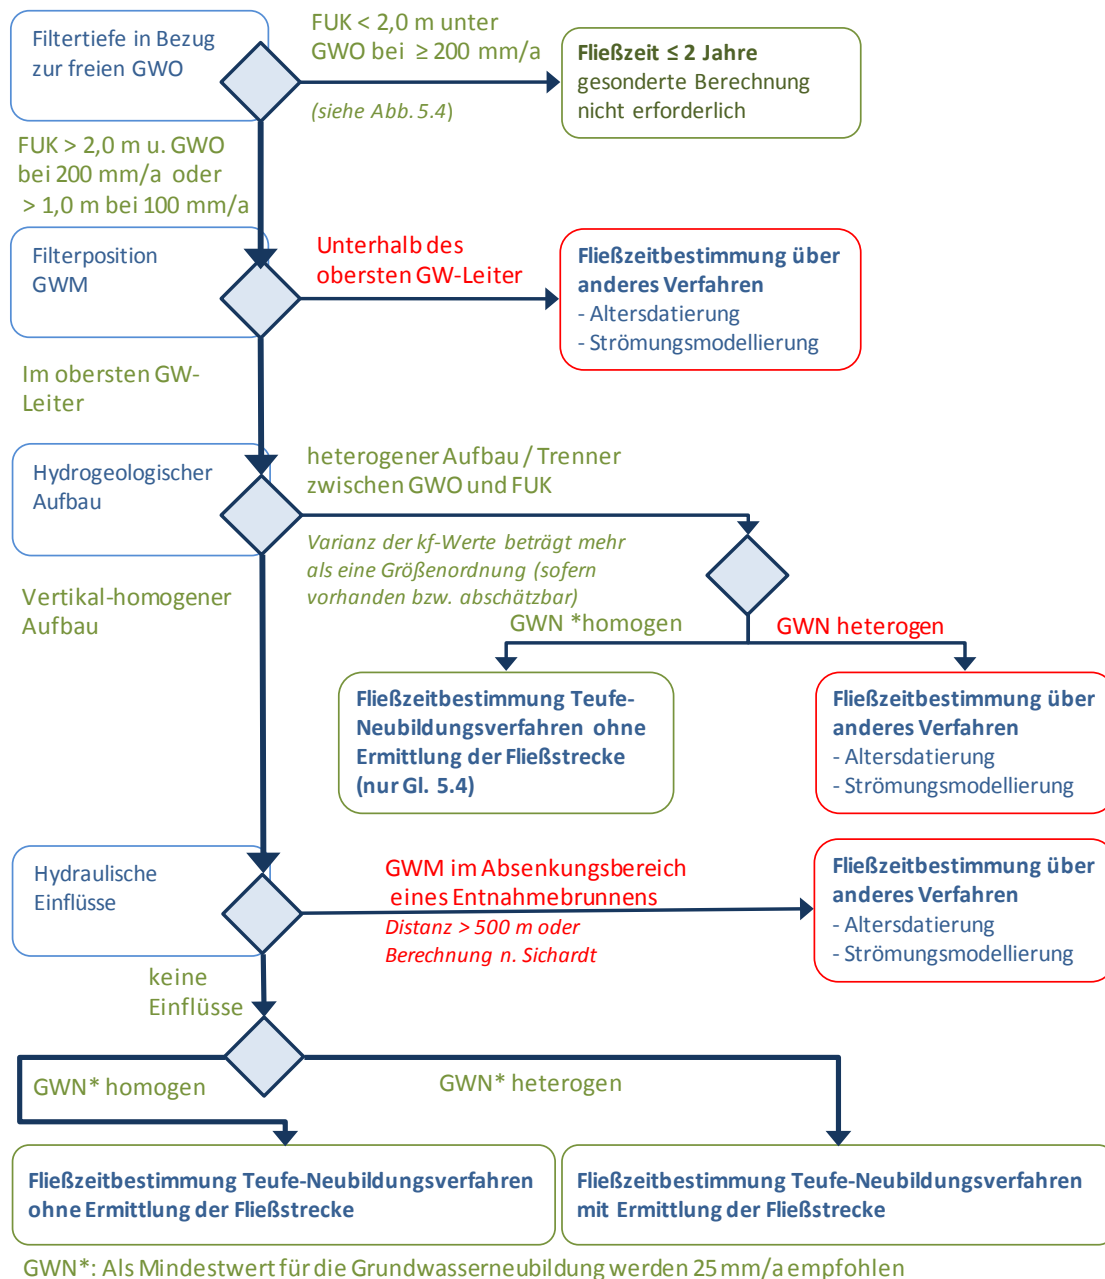 Filtertiefe in Bezug
zur freien GWO
FUK < 2,0 m unter
GWO bei ≥ 200 mm/a
(siehe Abb. 5.4)
Fließzeit ≤ 2 Jahre
gesonderte Berechnung
nicht erforderlich
FUK > 2,0 m u. GWO
bei 200 mm/a oder
> 1,0 m bei 100 mm/a
Filterposition
GWM
Unterhalb des
obersten GW-Leiter
Fließzeitbestimmung über
anderes Verfahren
- Altersdatierung
- Strömungsmodellierung
Im obersten GW-
Leiter
Hydrogeologischer
Aufbau
heterogener Aufbau / Trenner
zwischen GWO und FUK
Varianz der kf-Werte beträgt mehr
als eine Größenordnung (sofern
vorhanden bzw. abschätzbar)
Vertikal-homogener
Aufbau
GWN *homogen
GWN heterogen
Fließzeitbestimmung Teufe-
Neubildungsverfahren ohne
Ermittlung der Fließstrecke
(nur Gl. 5.4)
Fließzeitbestimmung über
anderes Verfahren
- Altersdatierung
- Strömungsmodellierung
Hydraulische
Einflüsse
GWM im Absenkungsbereich
eines Entnahmebrunnens
Distanz > 500 m oder
Berechnung n. Sichardt
Fließzeitbestimmung über
anderes Verfahren
- Altersdatierung
- Strömungsmodellierung
keine
Einflüsse
GWN* homogen
GWN* heterogen
Fließzeitbestimmung Teufe-Neubildungsverfahren
ohne Ermittlung der Fließstrecke
Fließzeitbestimmung Teufe-Neubildungsverfahren
mit Ermittlung der Fließstrecke
GWN*: Als Mindestwert für die Grundwasserneubildung werden 25 mm/a empfohlen